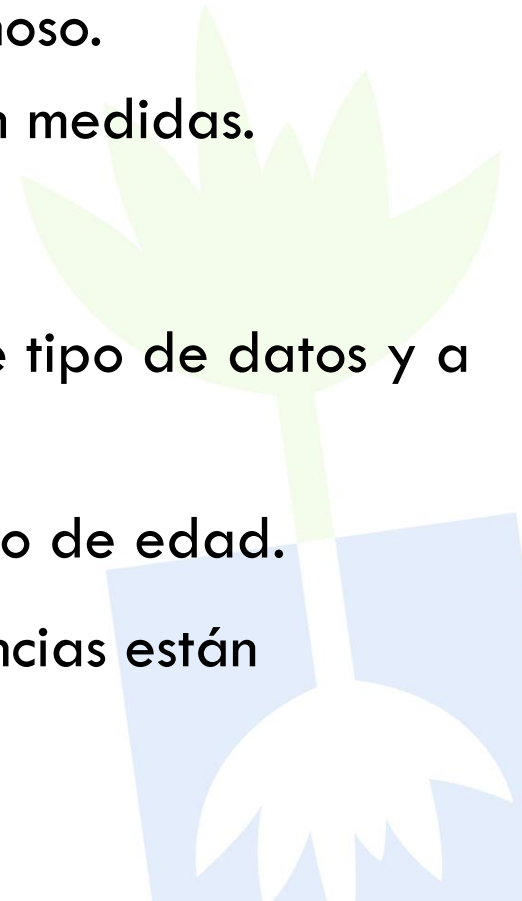 noso.
n medidas.
e tipo de datos y a
o de edad.
ncias están